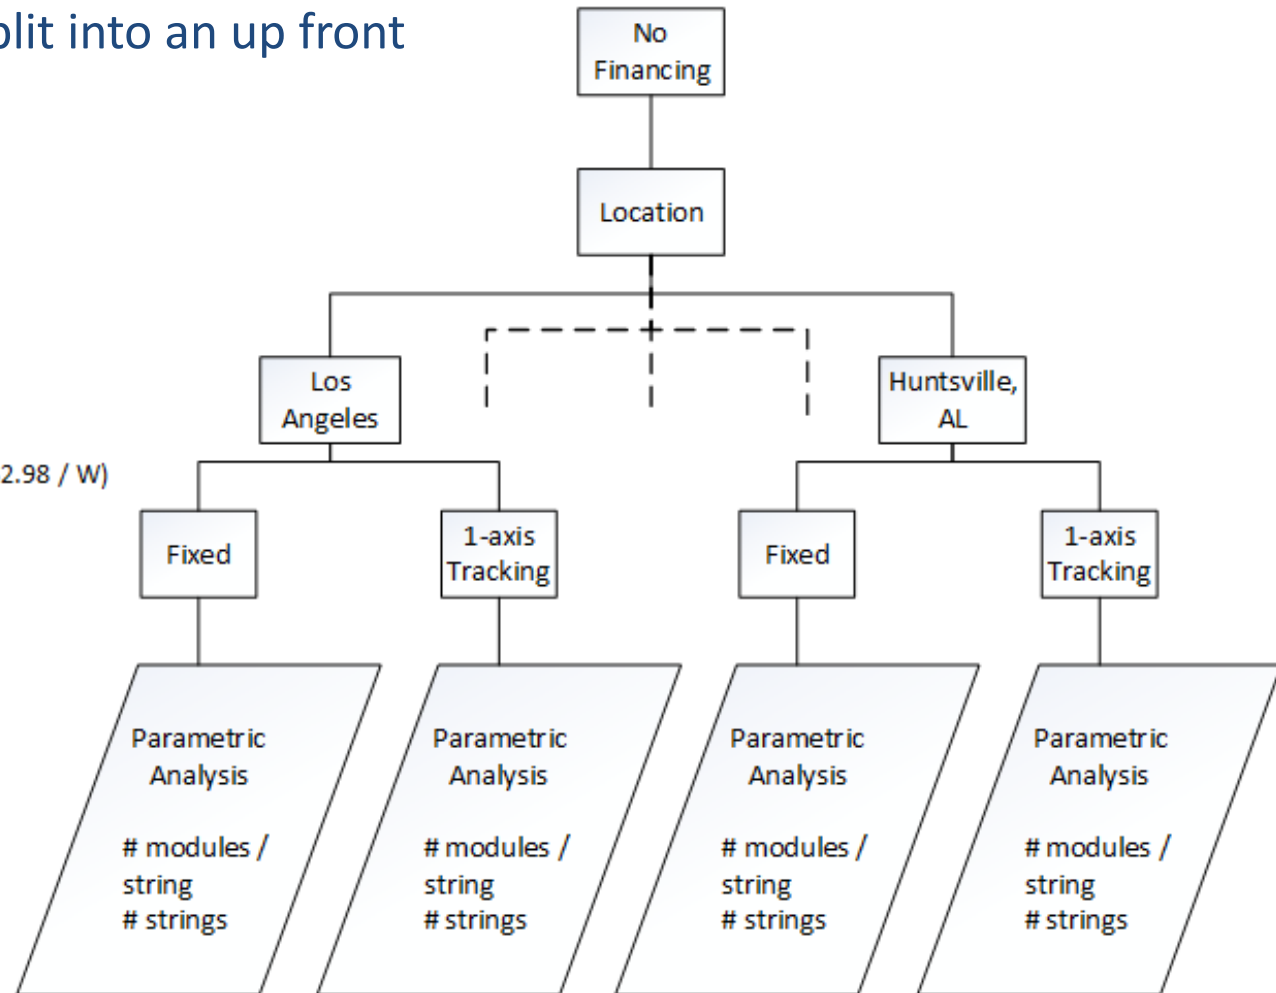 plit into an up front
No
Financing
Location
Los
Angeles
Huntsville,
AL
2.98 / W)
Fixed
1-axis
Tracking
Fixed
1-axis
Tracking
Parametric
Analysis
# modules /
string
# strings
Parametric
Analysis
# modules /
string
# strings
Parametric
Analysis
# modules /
string
# strings
Parametric
Analysis
# modules /
string
# strings